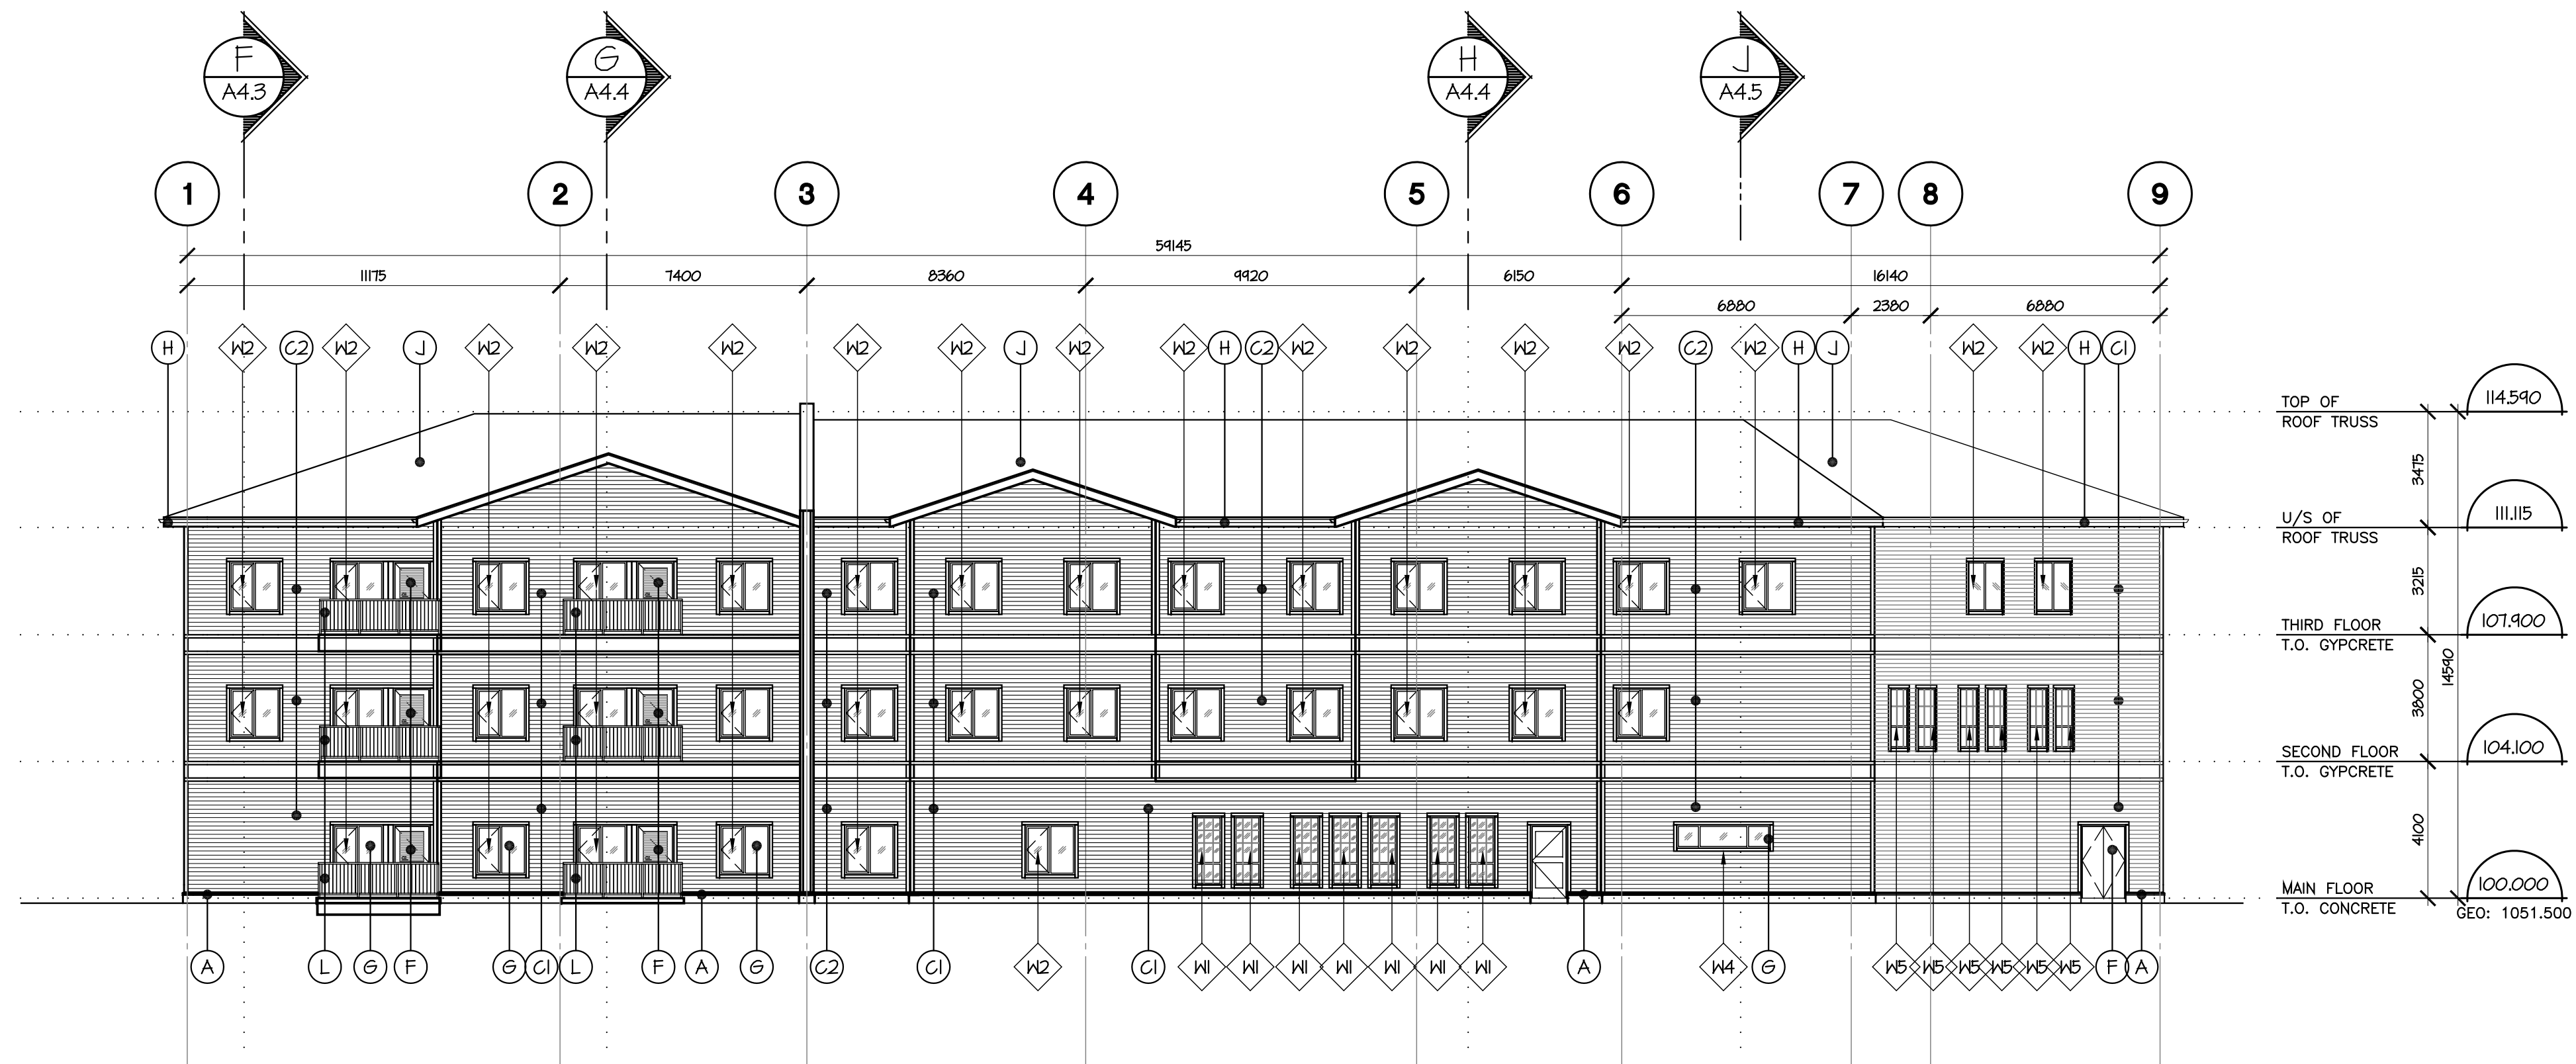 F
A4.3
G
A4.4
H
A4.4
J
A4.5
1 2 3 4 5 6 7 8 9
59145
11175 7400 8360 9920 6150 16140
6880 2380 6880
H W2 C2 W2 J W2 W2 W2 W2 W2 J W2 W2 H C2 W2 W2 W2 W2 C2 W2 H J W2 W2 H C1
TOP OF
ROOF TRUSS
114.590
3475
U/S OF
ROOF TRUSS
111.115
3215
THIRD FLOOR
T.O. GYPCRETE
107.900
14590
3800
SECOND FLOOR
T.O. GYPCRETE
104.100
4100
MAIN FLOOR
T.O. CONCRETE
100.000
GEO: 1051.500
A L G F G C1 L F A G C2 C1 W2 C1 W1 W1 W1 W1 W1 W1 W1 A W4 G W5 W5 W5 W5 W5 W5 F A